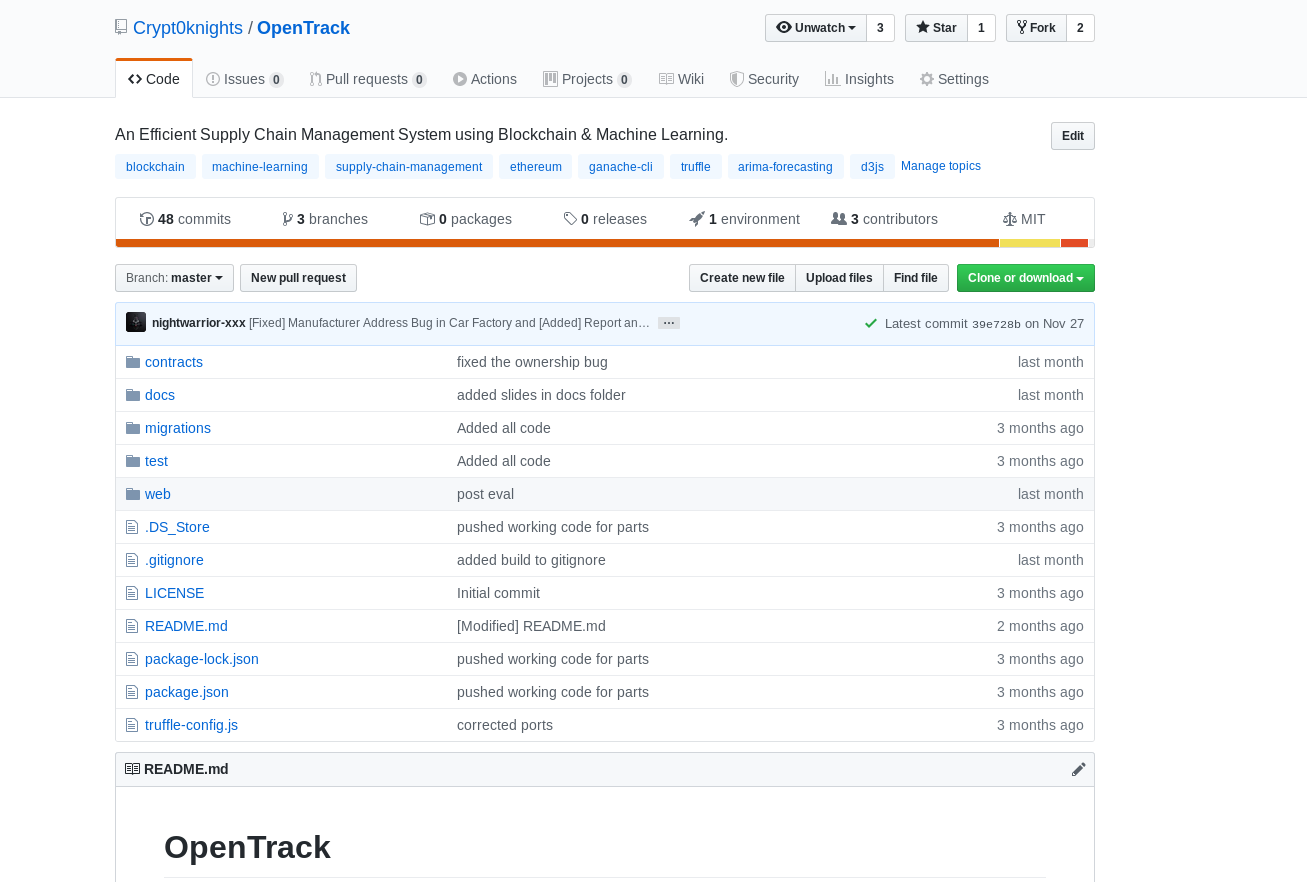 Crypt0knights / OpenTrack Unwatch 3 Star 1 Fork 2
Code Issues 0 Pull requests 0 Actions Projects 0 Wiki Security Insights Settings
An Efficient Supply Chain Management System using Blockchain & Machine Learning. Edit
blockchain machine-learning supply-chain-management ethereum ganache-cli truffle arima-forecasting d3js Manage topics
48 commits 3 branches 0 packages 0 releases 1 environment 3 contributors MIT
Branch: master New pull request Create new file Upload files Find file Clone or download
nightwarrior-xxx [Fixed] Manufacturer Address Bug in Car Factory and [Added] Report an… … Latest commit 39e728b on Nov 27
contracts fixed the ownership bug last month
docs added slides in docs folder last month
migrations Added all code 3 months ago
test Added all code 3 months ago
web post eval last month
.DS_Store pushed working code for parts 3 months ago
.gitignore added build to gitignore last month
LICENSE Initial commit 3 months ago
README.md [Modified] README.md 2 months ago
package-lock.json pushed working code for parts 3 months ago
package.json pushed working code for parts 3 months ago
truffle-config.js corrected ports 3 months ago
README.md
OpenTrack